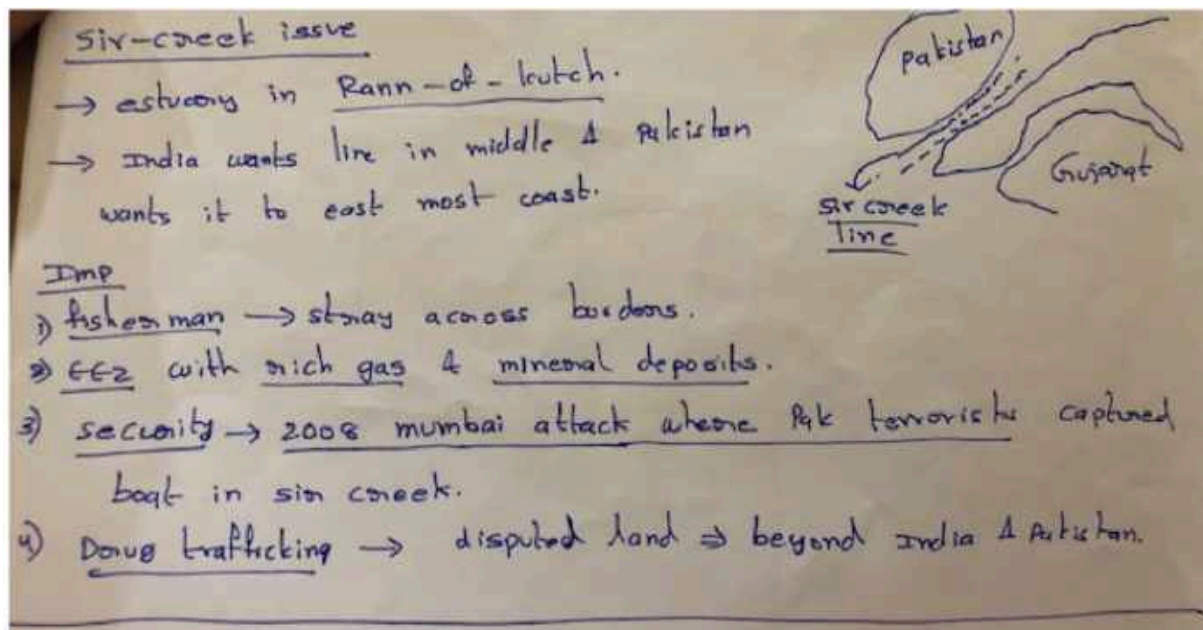 Sir-creek issue
→ estuary in Rann-of-kutch.
→ India wants line in middle & Pakistan
wants it to east most coast.
Pakistan
Gujarat
Sir creek
line
Imp
1) fisherman → stray across borders.
2) EEZ with rich gas & mineral deposits.
3) security → 2008 mumbai attack where Pak terrorists captured
boat in sir creek.
4) Drug trafficking → disputed land ⇒ beyond India & Pakistan.